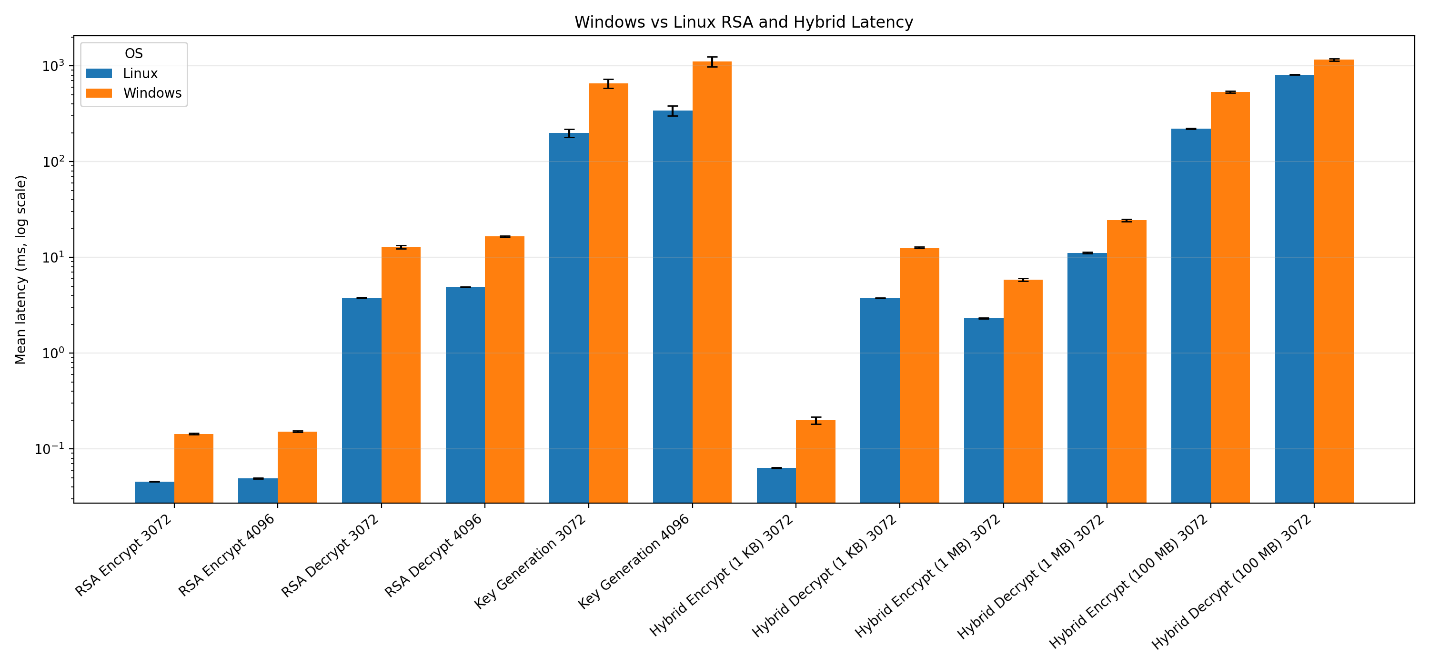 Windows vs Linux RSA and Hybrid Latency
OS
Linux
Windows
Mean latency (ms, log scale)
10³
10²
10¹
10⁰
10⁻¹
RSA Encrypt 3072
RSA Encrypt 4096
RSA Decrypt 3072
RSA Decrypt 4096
Key Generation 3072
Key Generation 4096
Hybrid Encrypt (1 KB) 3072
Hybrid Decrypt (1 KB) 3072
Hybrid Encrypt (1 MB) 3072
Hybrid Decrypt (1 MB) 3072
Hybrid Encrypt (100 MB) 3072
Hybrid Decrypt (100 MB) 3072